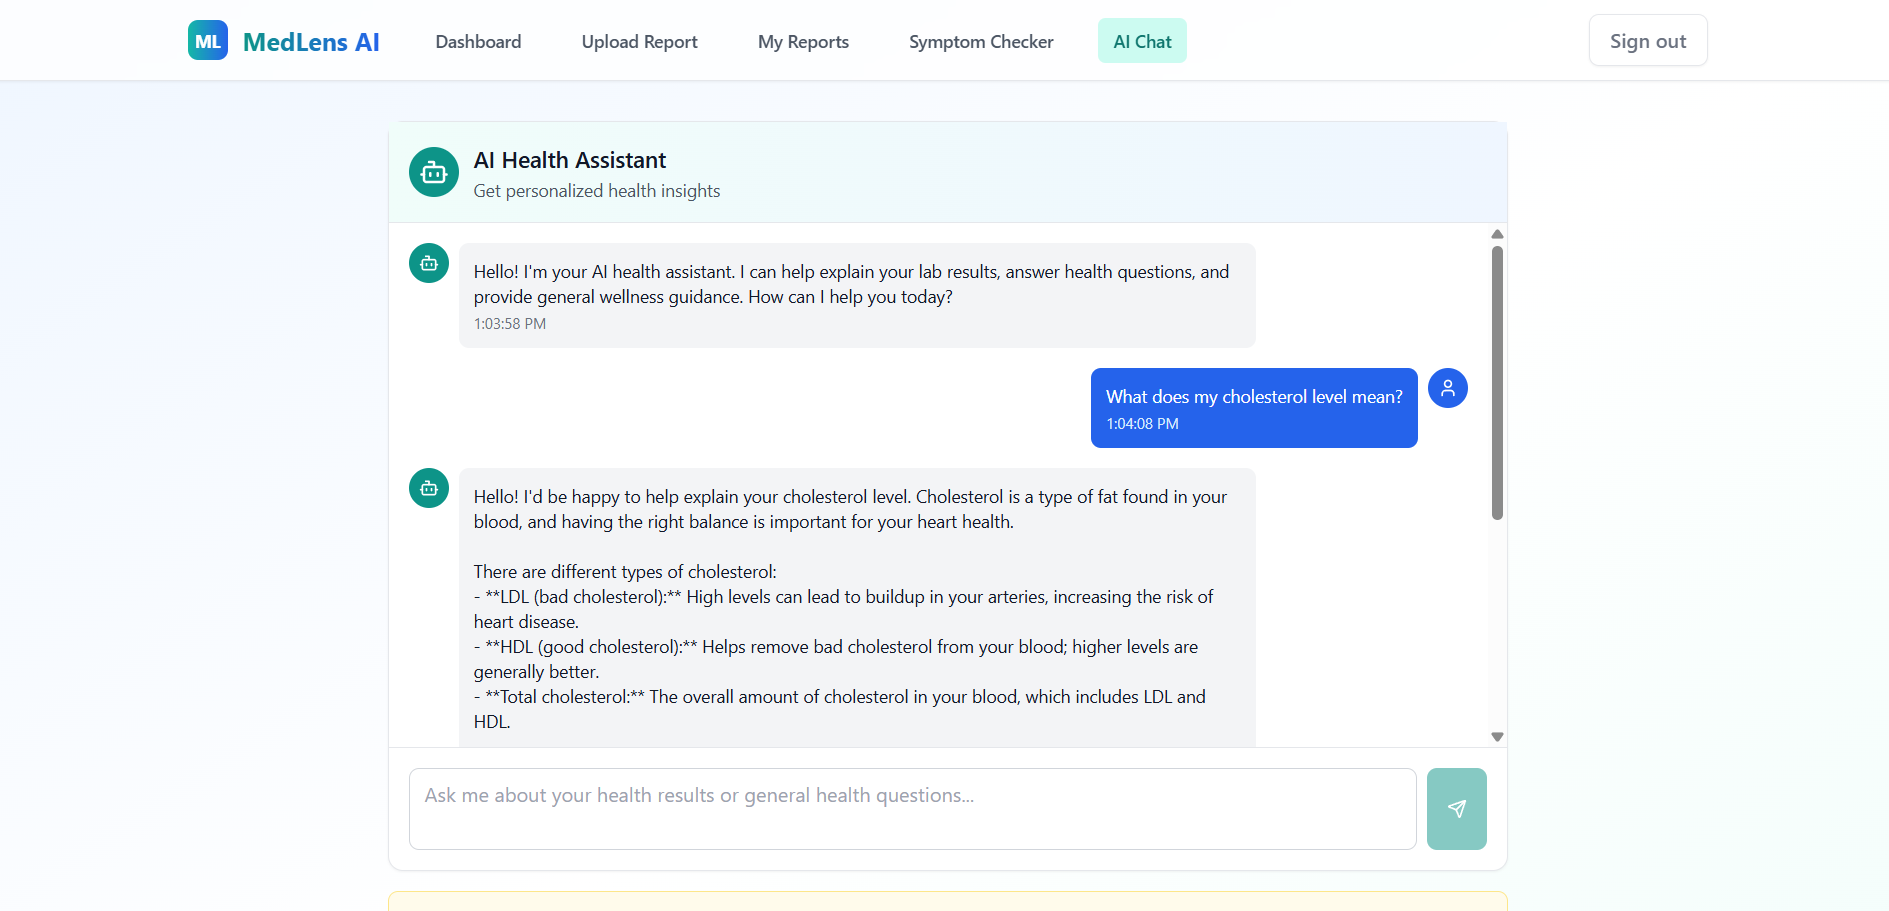 ML MedLens AI Dashboard Upload Report My Reports Symptom Checker AI Chat Sign out
AI Health Assistant
Get personalized health insights
Hello! I'm your AI health assistant. I can help explain your lab results, answer health questions, and
provide general wellness guidance. How can I help you today?
1:03:58 PM
What does my cholesterol level mean?
1:04:08 PM
Hello! I'd be happy to help explain your cholesterol level. Cholesterol is a type of fat found in your
blood, and having the right balance is important for your heart health.
There are different types of cholesterol:
- **LDL (bad cholesterol):** High levels can lead to buildup in your arteries, increasing the risk of
heart disease.
- **HDL (good cholesterol):** Helps remove bad cholesterol from your blood; higher levels are
generally better.
- **Total cholesterol:** The overall amount of cholesterol in your blood, which includes LDL and
HDL.
Ask me about your health results or general health questions...